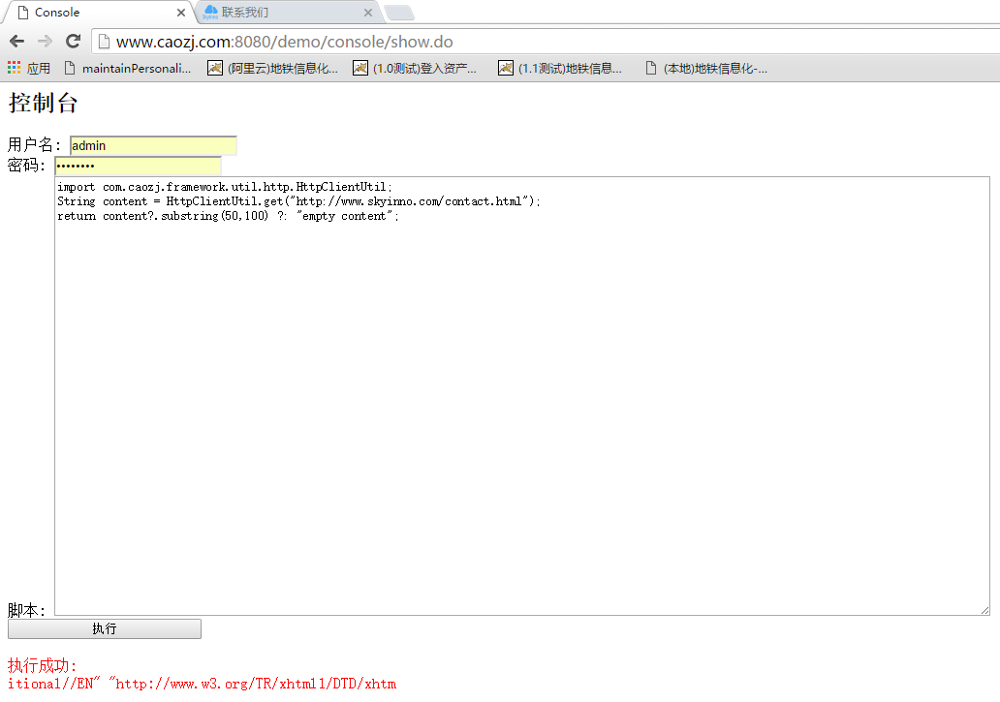 Console
联系我们
www.caozj.com:8080/demo/console/show.do
应用 maintainPersonali... (阿里云)地铁信息化... (1.0测试)登入资产... (1.1测试)地铁信息... (本地)地铁信息化-...
控制台
用户名: admin
密码: ••••••••
import com.caozj.framework.util.http.HttpClientUtil;
String content = HttpClientUtil.get("http://www.skyinno.com/contact.html");
return content?.substring(50,100) ?: "empty content";
脚本:
执行
执行成功:
itional//EN" "http://www.w3.org/TR/xhtml1/DTD/xhtm